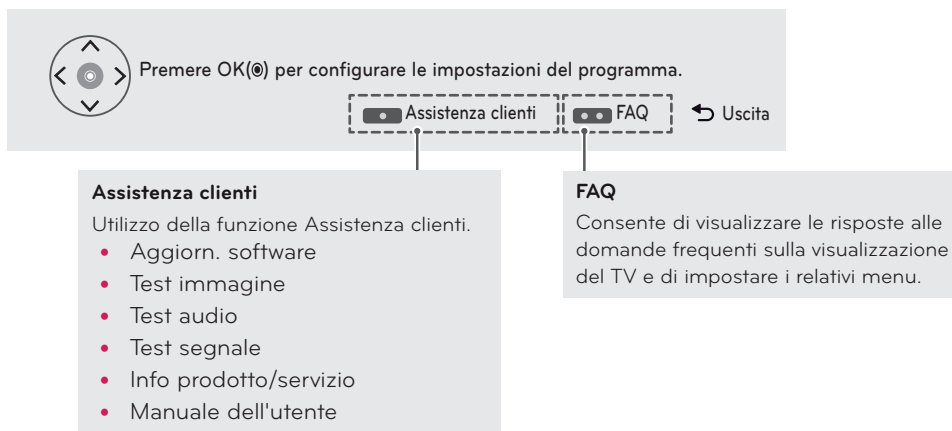 Premere OK(◉) per configurare le impostazioni del programma.
Assistenza clienti FAQ Uscita
Assistenza clienti
Utilizzo della funzione Assistenza clienti.
• Aggiorn. software
• Test immagine
• Test audio
• Test segnale
• Info prodotto/servizio
• Manuale dell'utente
FAQ
Consente di visualizzare le risposte alle
domande frequenti sulla visualizzazione
del TV e di impostare i relativi menu.